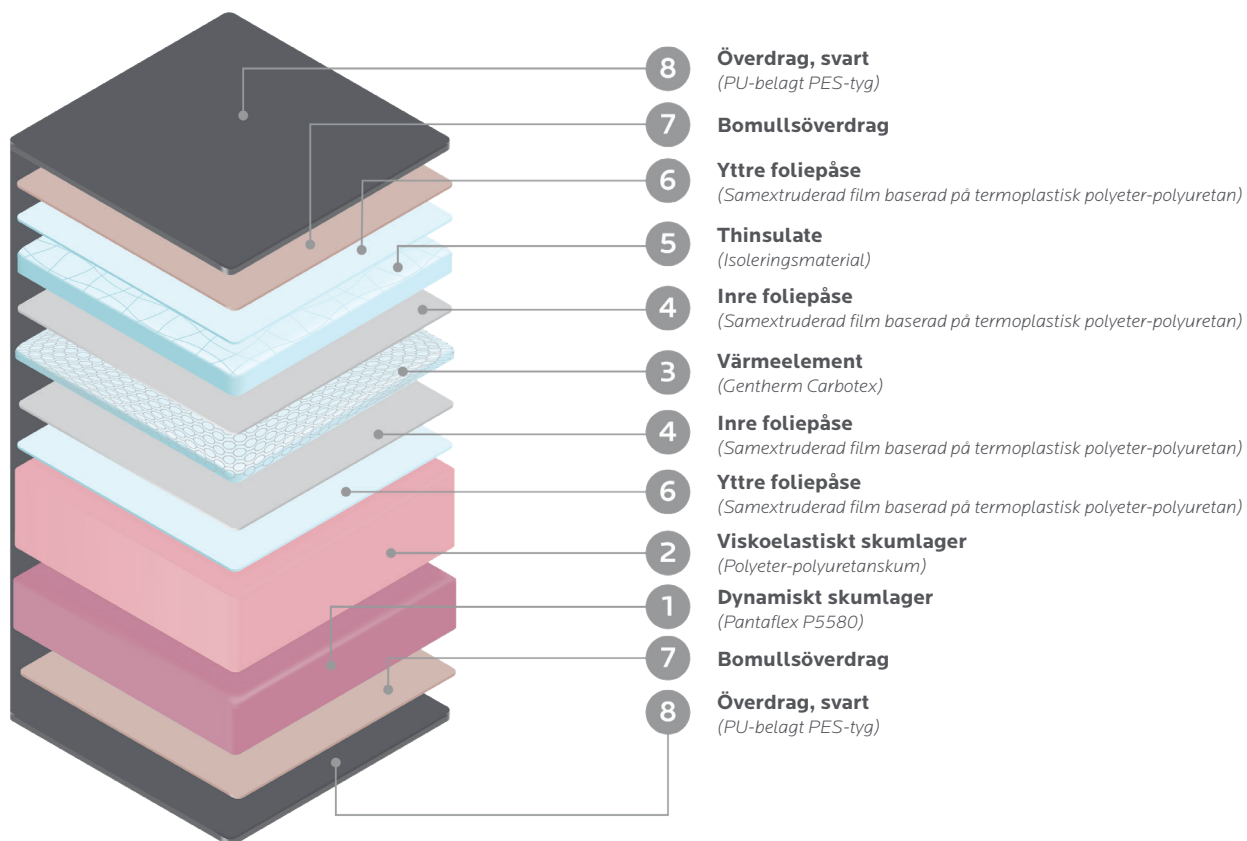 8
Överdrag, svart
(PU-belagt PES-tyg)
7
Bomullsöverdrag
6
Yttre foliepåse
(Samextruderad film baserad på termoplastisk polyeter-polyuretan)
5
Thinsulate
(Isoleringsmaterial)
4
Inre foliepåse
(Samextruderad film baserad på termoplastisk polyeter-polyuretan)
3
Värmeelement
(Gentherm Carbotex)
4
Inre foliepåse
(Samextruderad film baserad på termoplastisk polyeter-polyuretan)
6
Yttre foliepåse
(Samextruderad film baserad på termoplastisk polyeter-polyuretan)
2
Viskoelastiskt skumlager
(Polyeter-polyuretanskum)
1
Dynamiskt skumlager
(Pantaflex P5580)
7
Bomullsöverdrag
8
Överdrag, svart
(PU-belagt PES-tyg)